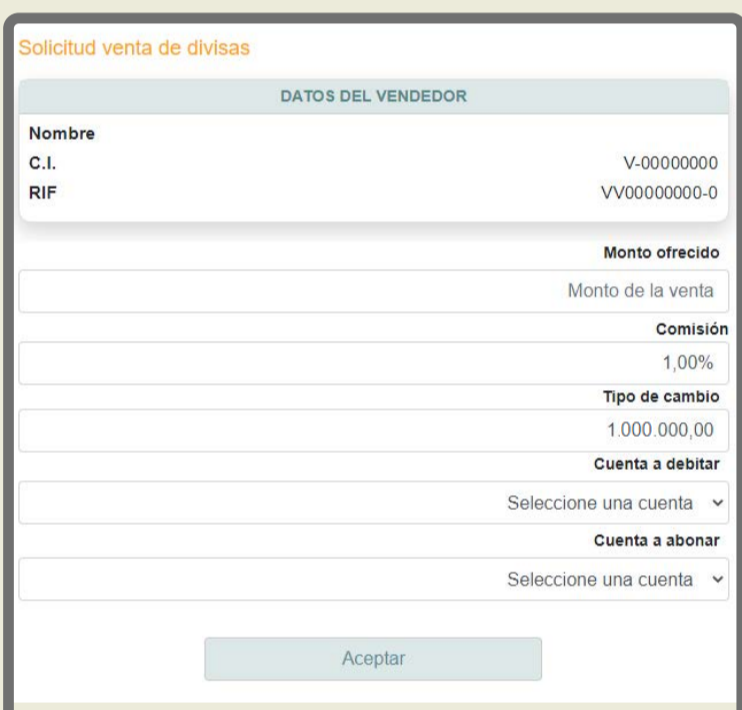 Solicitud venta de divisas
DATOS DEL VENDEDOR
Nombre
C.I. V-00000000
RIF VV00000000-0
Monto ofrecido
Monto de la venta
Comisión
1,00%
Tipo de cambio
1.000.000,00
Cuenta a debitar
Seleccione una cuenta
Cuenta a abonar
Seleccione una cuenta
Aceptar